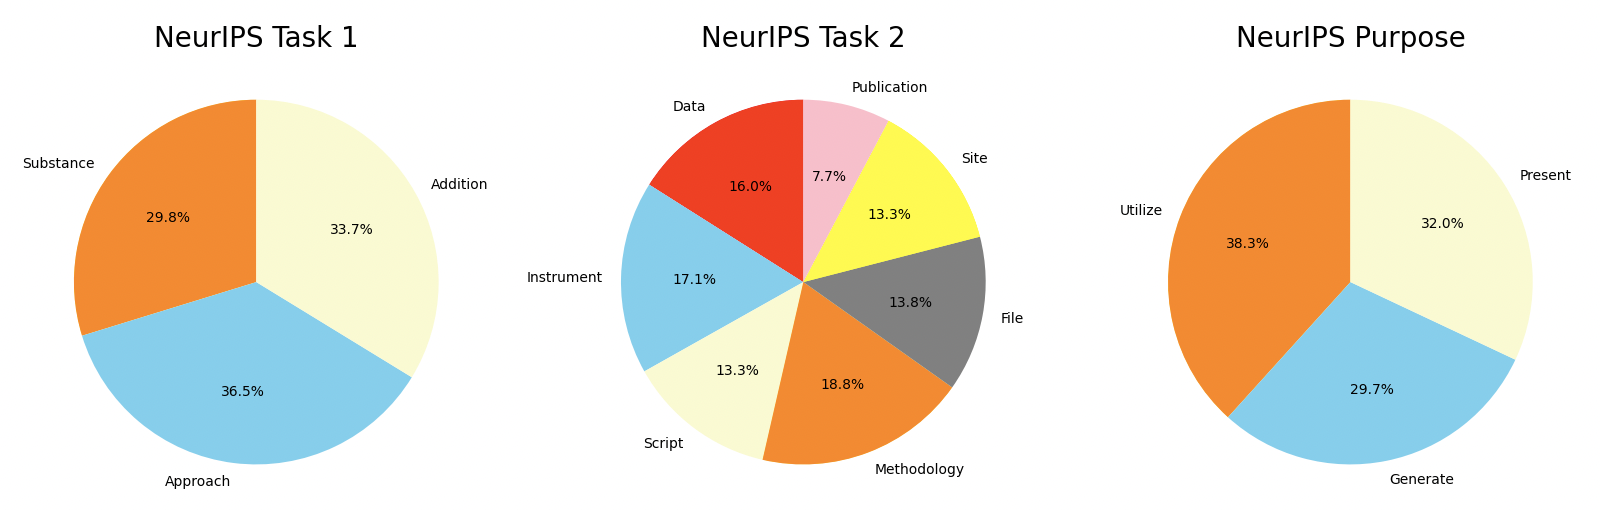 NeurIPS Task 1
Substance
29.8%
Addition
33.7%
36.5%
Approach
NeurIPS Task 2
Publication
Data
7.7%
Site
16.0%
13.3%
Instrument
17.1%
13.8%
File
13.3%
18.8%
Script
Methodology
NeurIPS Purpose
Present
Utilize
32.0%
38.3%
29.7%
Generate